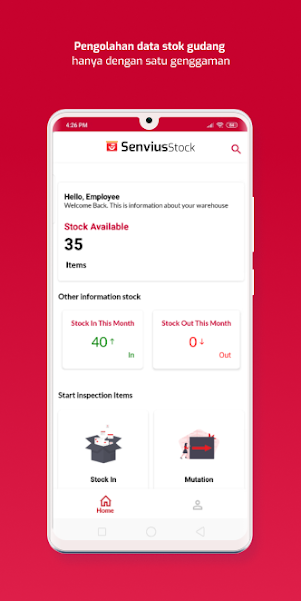 Pengolahan data stok gudang
hanya dengan satu genggaman
4:26 PM
SenviusStock
Hello, Employee
Welcome Back. This is information about your warehouse
Stock Available
35
Items
Other information stock
Stock In This Month
Stock Out This Month
40↑
0↓
In
Out
Start inspection Items
Stock In
Mutation
Home